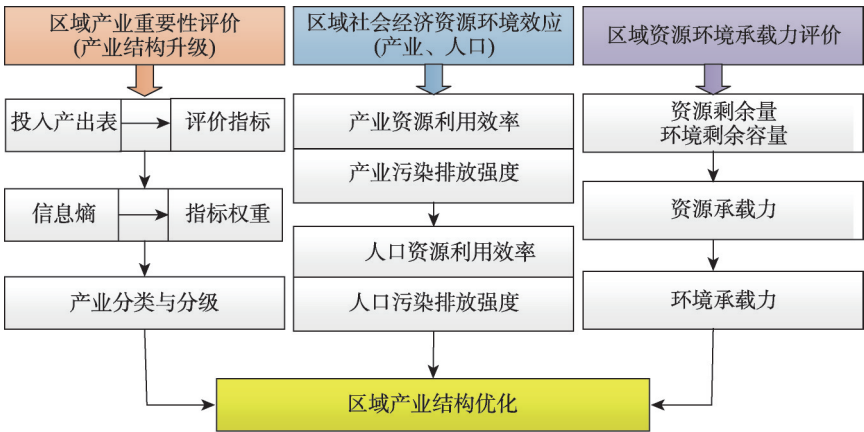 区域产业重要性评价
(产业结构升级)
投入产出表
评价指标
信息熵
指标权重
产业分类与分级
区域社会经济资源环境效应
(产业、人口)
产业资源利用效率
产业污染排放强度
人口资源利用效率
人口污染排放强度
区域资源环境承载力评价
资源剩余量
环境剩余容量
资源承载力
环境承载力
区域产业结构优化